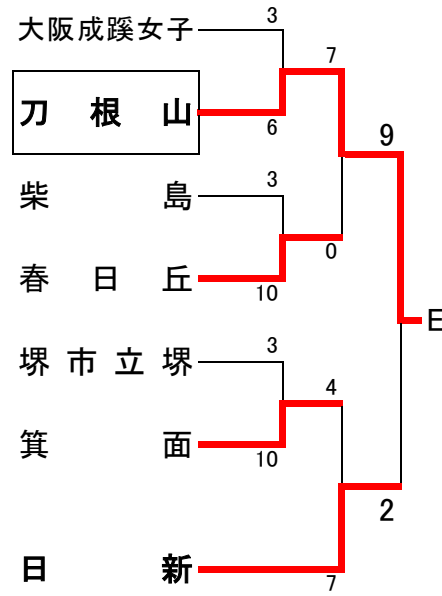 大阪成蹊女子 3
7
刀根山 6
9
柴島 3
0
春日丘 10
E
堺市立堺 3
4
箕面 10
2
日新 7